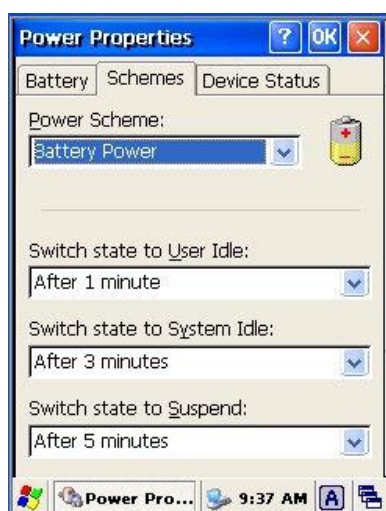 Power Properties ? OK ×
Battery Schemes Device Status
Power Scheme:
Battery Power
Switch state to User Idle:
After 1 minute
Switch state to System Idle:
After 3 minutes
Switch state to Suspend:
After 5 minutes
Power Pro... 9:37 AM A